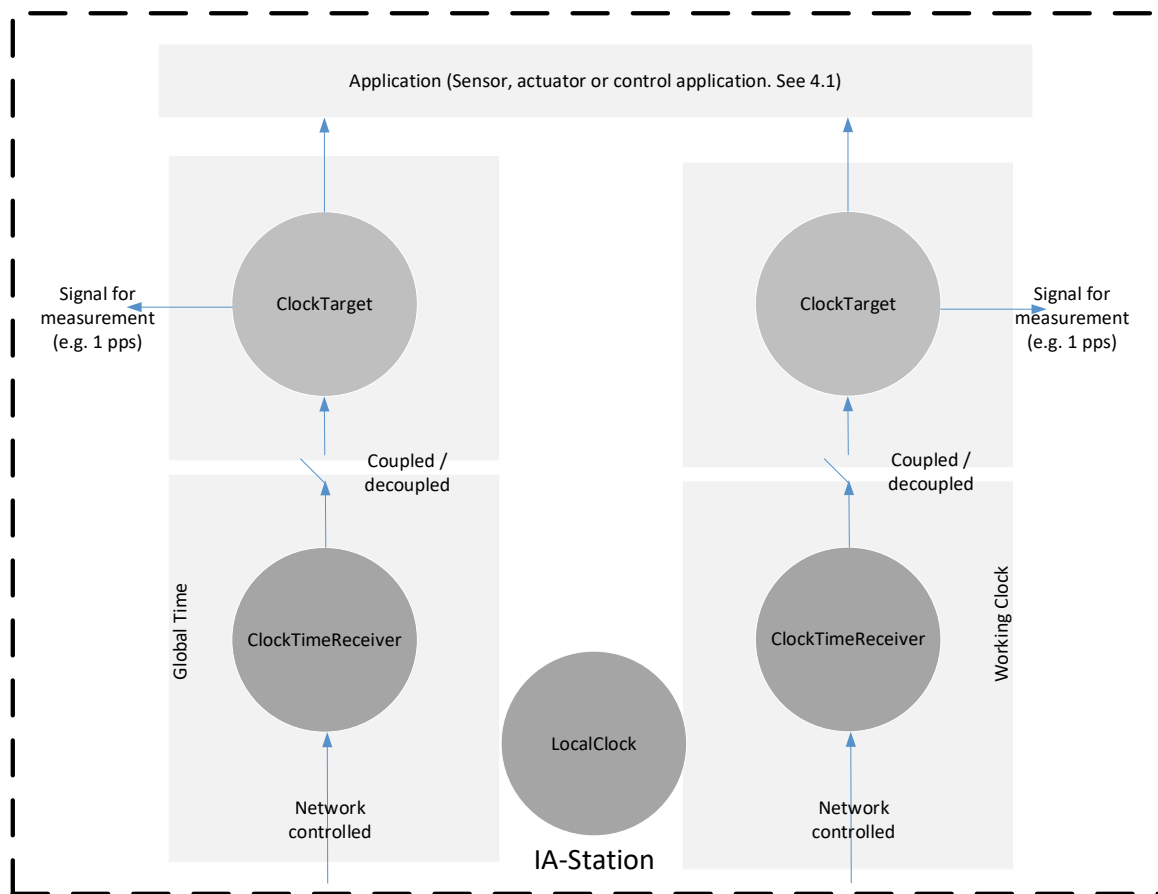 Application (Sensor, actuator or control application. See 4.1)
ClockTarget
ClockTarget
Signal for
measurement
(e.g. 1 pps)
Signal for
measurement
(e.g. 1 pps)
Coupled /
decoupled
Coupled /
decoupled
Global Time
ClockTimeReceiver
ClockTimeReceiver
Working Clock
LocalClock
Network
controlled
Network
controlled
IA-Station